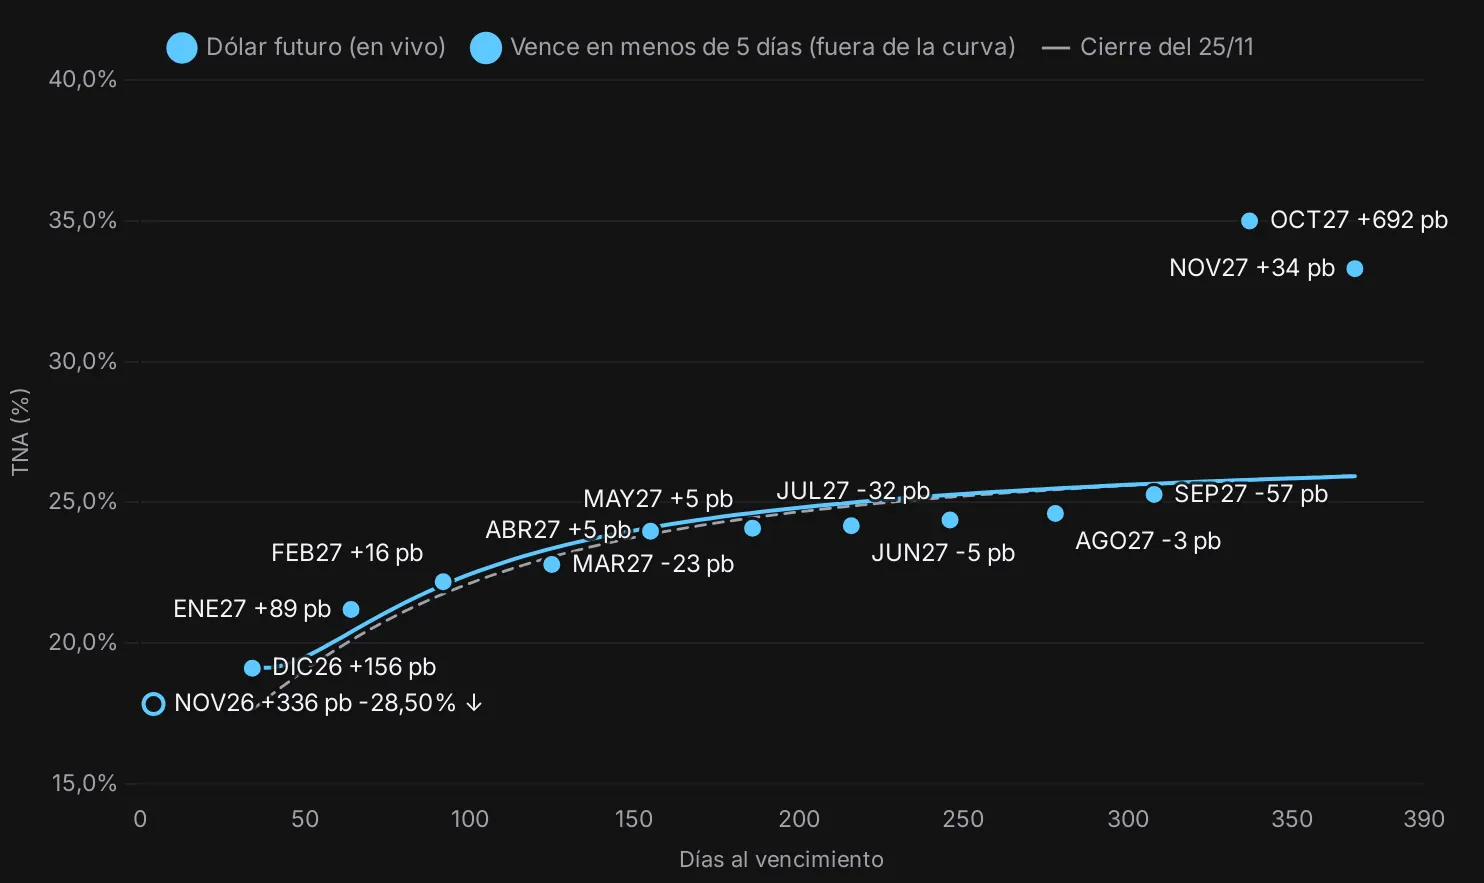 Dólar futuro (en vivo) Vence en menos de 5 días (fuera de la curva) Cierre del 25/11
40,0%
35,0%
OCT27 +692 pb
NOV27 +34 pb
30,0%
TNA (%)
25,0%
MAY27 +5 pb
JUL27 -32 pb
SEP27 -57 pb
ABR27 +5 pb
FEB27 +16 pb
MAR27 -23 pb
JUN27 -5 pb
AGO27 -3 pb
ENE27 +89 pb
20,0%
DIC26 +156 pb
NOV26 +336 pb -28,50% ↓
15,0%
0 50 100 150 200 250 300 350 390
Días al vencimiento